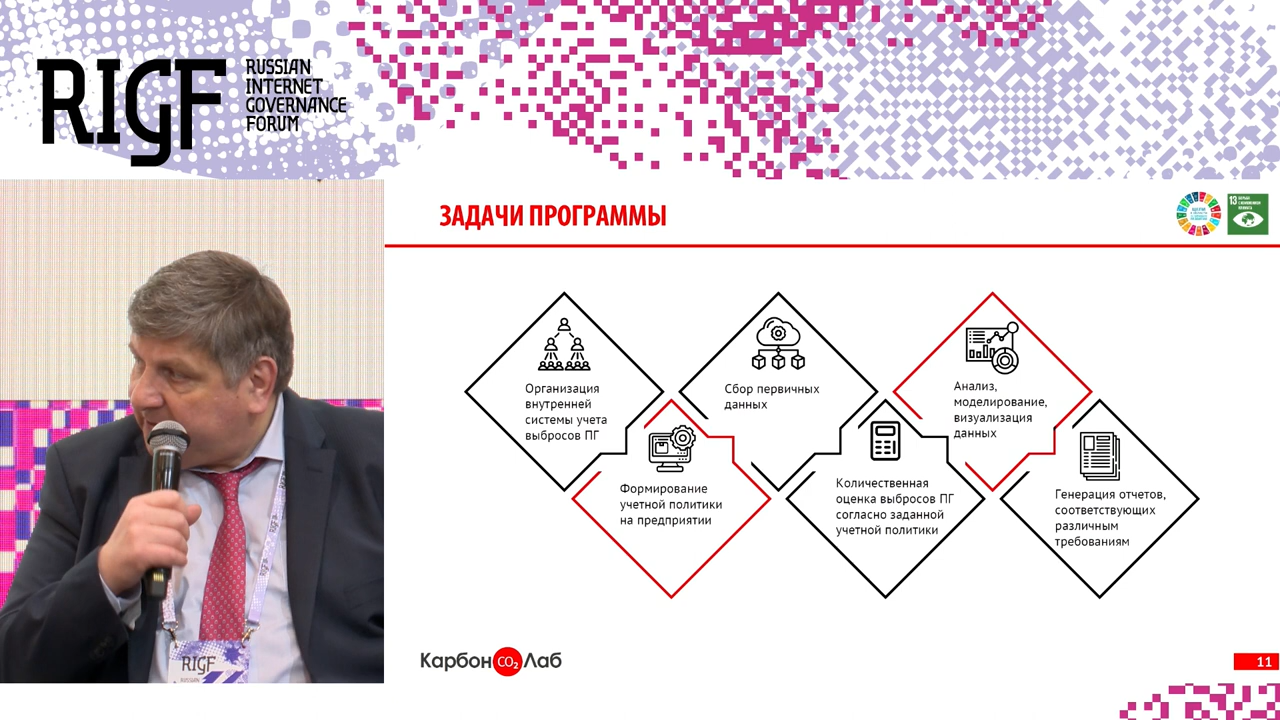 RIGF
RUSSIAN
INTERNET
GOVERNANCE
FORUM
ЗАДАЧИ ПРОГРАММЫ
13
Организация
внутренней
системы учета
выбросов ПГ
Формирование
учетной политики
на предприятии
Сбор первичных
данных
Количественная
оценка выбросов ПГ
согласно заданной
учетной политики
Анализ,
моделирование,
визуализация
данных
Генерация отчетов,
соответствующих
различным
требованиям
RIGF
RUSSIAN
Карбон CO₂ Лаб
11